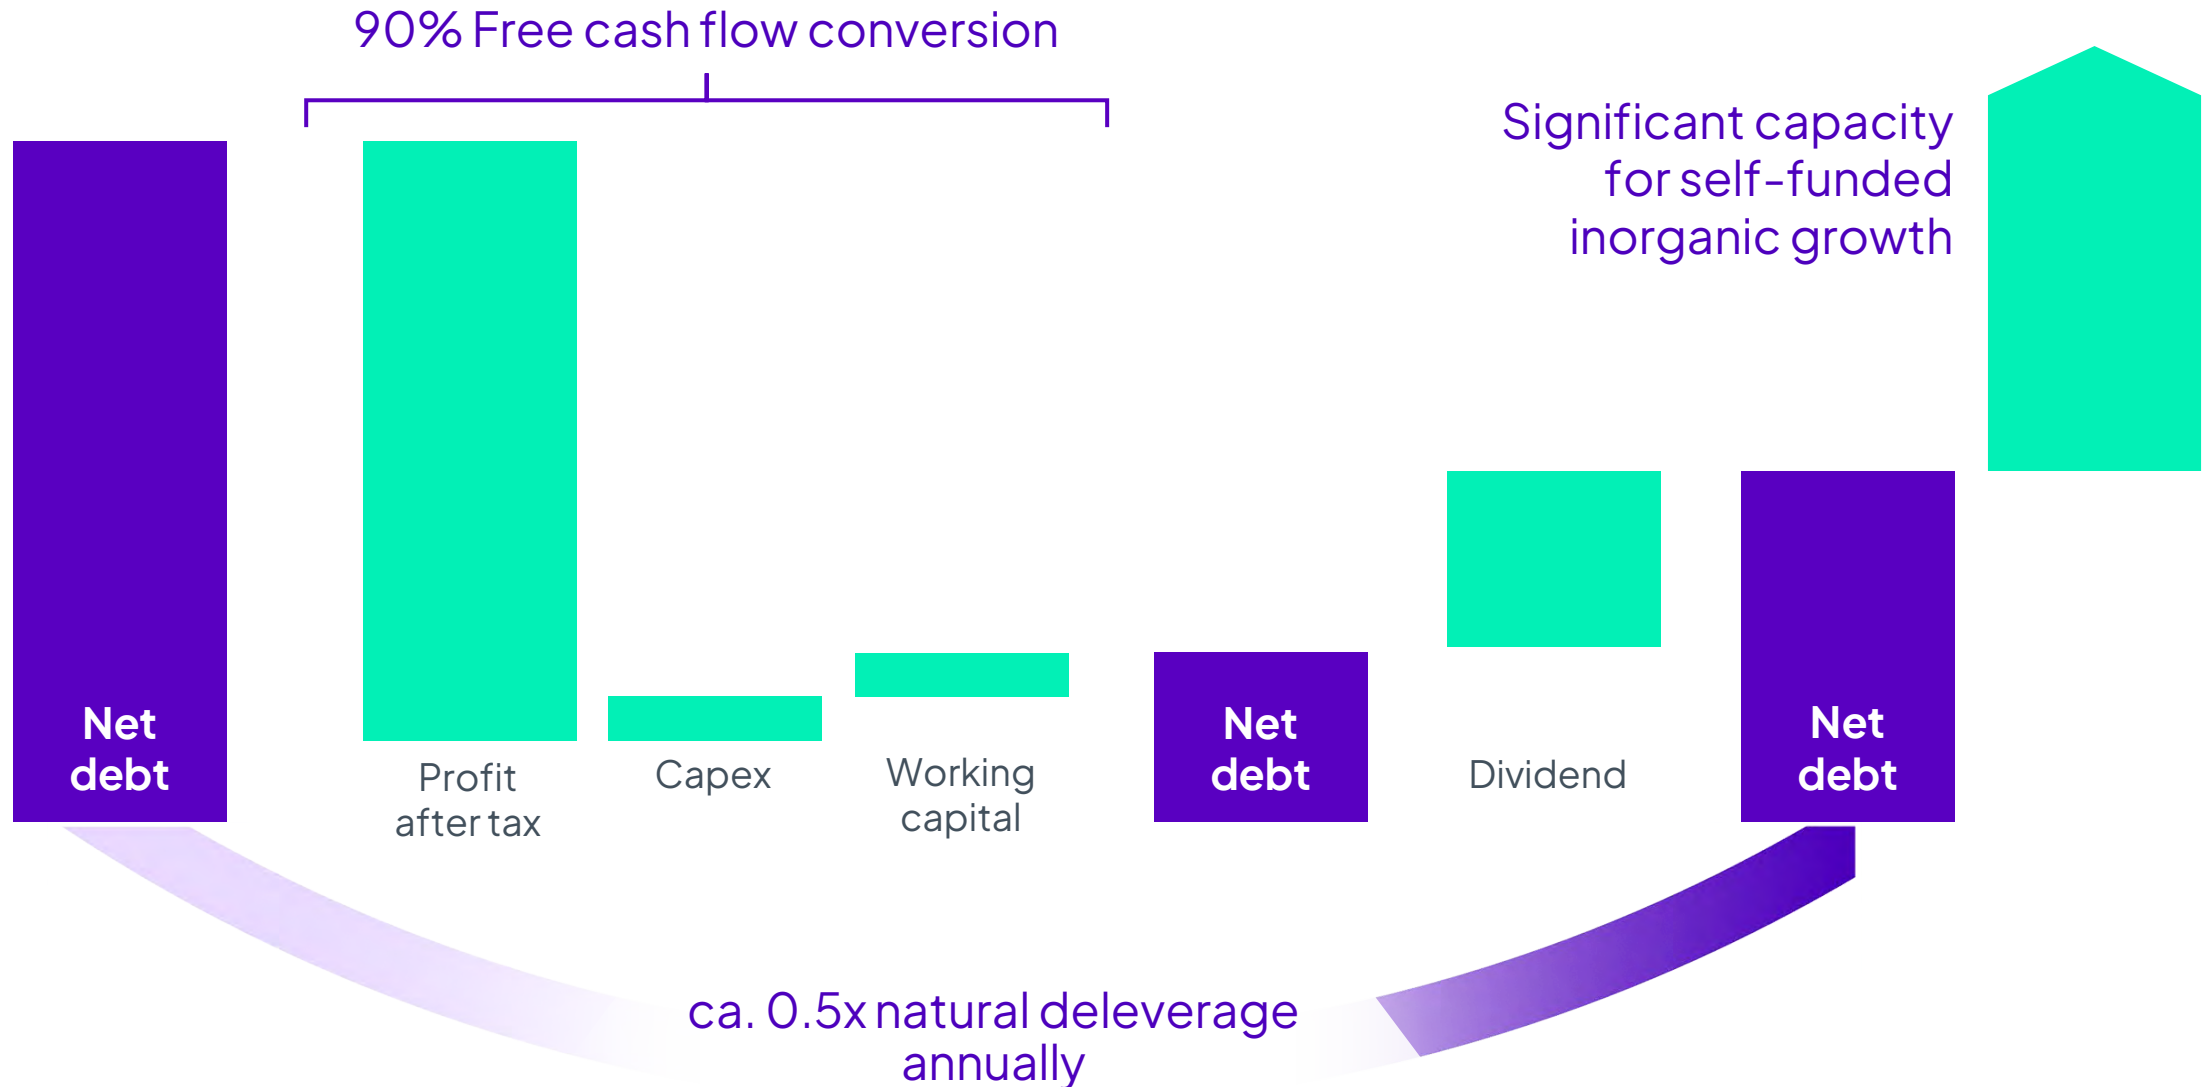 90% Free cash flow conversion
Significant capacity
for self-funded
inorganic growth
Net
debt
Profit
after tax
Capex
Working
capital
Net
debt
Dividend
Net
debt
ca. 0.5x natural deleverage
annually